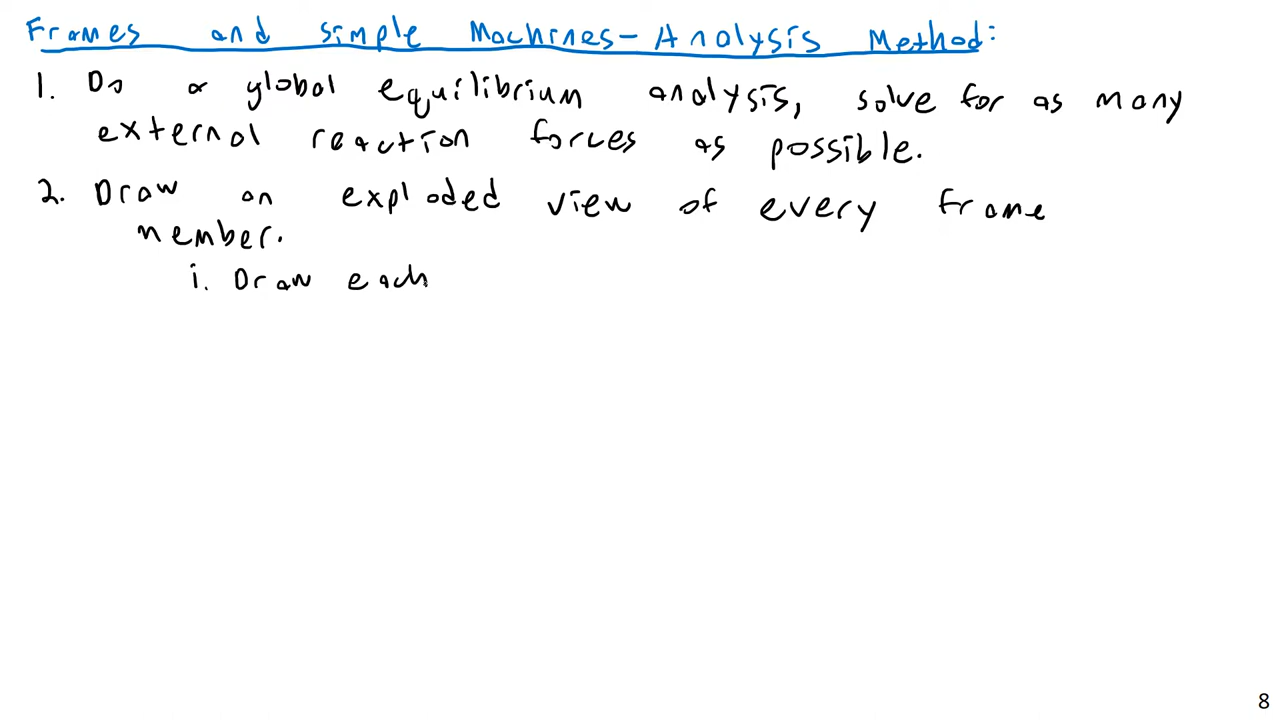 Frames and simple Machines - Analysis Method:
1. Do a global equilibrium analysis, solve for as many
external reaction forces as possible.
2. Draw an exploded view of every frame
member.
i. Draw each
8